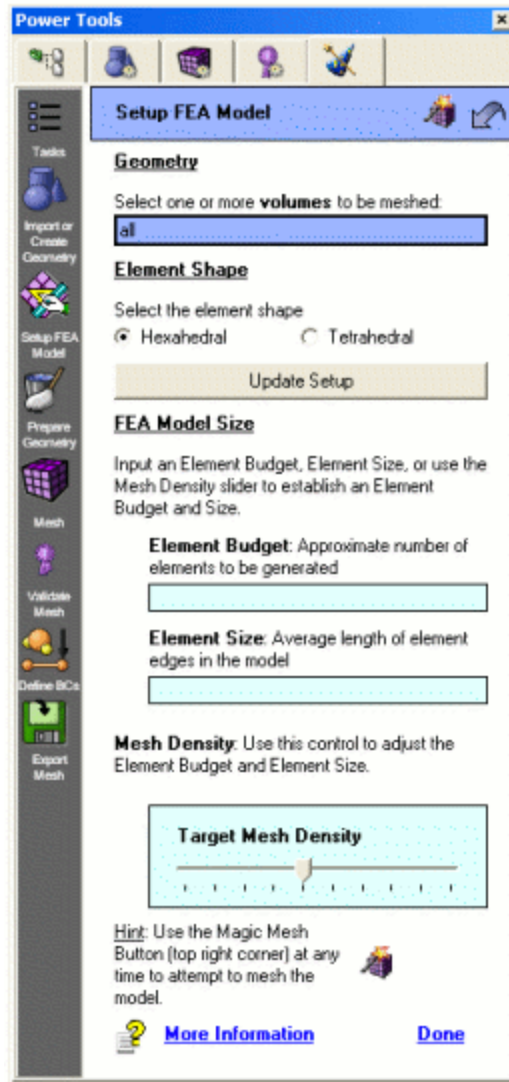 Power Tools
Tasks
Import or
Create
Geometry
Setup FEA
Model
Prepare
Geometry
Mesh
Validate
Mesh
Define BCs
Export
Mesh
Setup FEA Model
Geometry
Select one or more volumes to be meshed:
all
Element Shape
Select the element shape
Hexahedral Tetrahedral
Update Setup
FEA Model Size
Input an Element Budget, Element Size, or use the
Mesh Density slider to establish an Element
Budget and Size.
Element Budget: Approximate number of
elements to be generated
Element Size: Average length of element
edges in the model
Mesh Density: Use this control to adjust the
Element Budget and Element Size.
Target Mesh Density
Hint: Use the Magic Mesh
Button (top right corner) at any
time to attempt to mesh the
model.
More Information Done